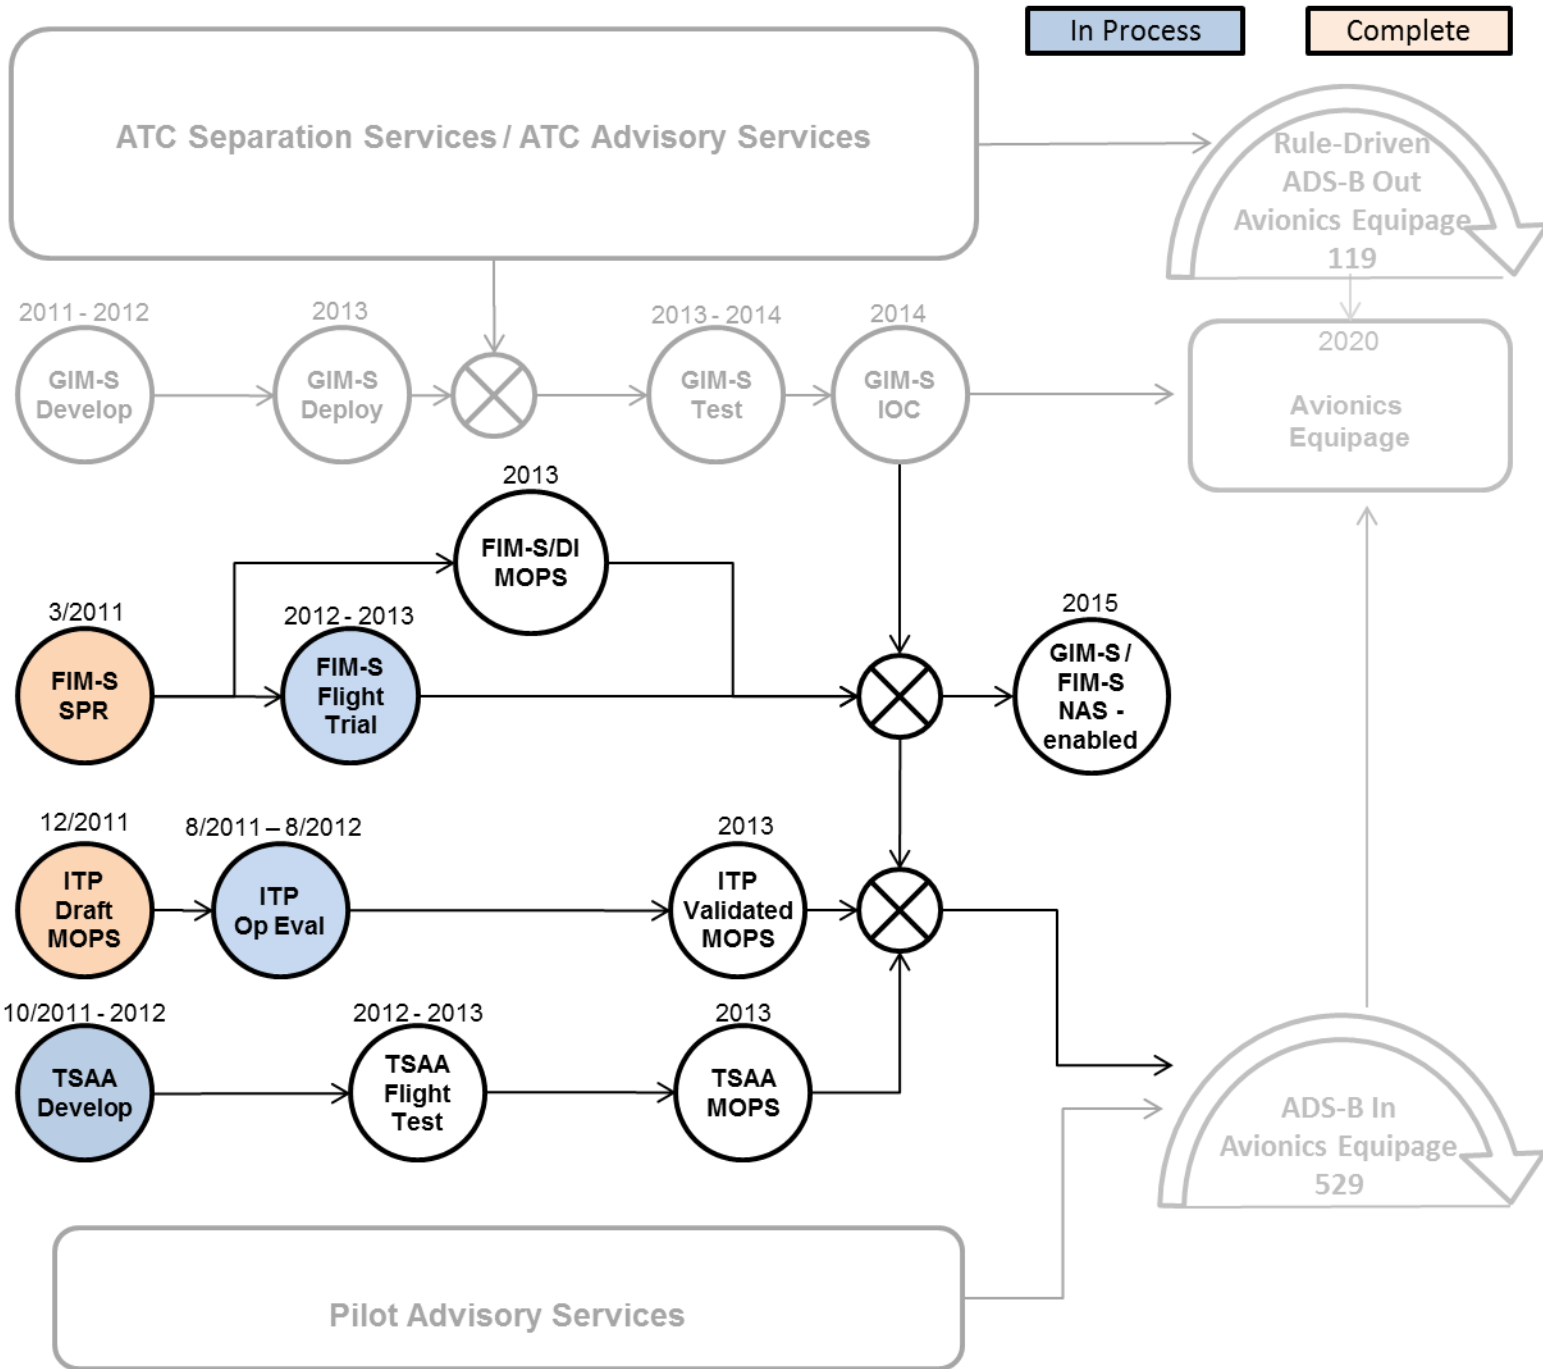 In Process
Complete
ATC Separation Services / ATC Advisory Services
Rule-Driven
ADS-B Out
Avionics Equipage
119
2011 - 2012
GIM-S
Develop
2013
GIM-S
Deploy
2013 - 2014
GIM-S
Test
2014
GIM-S
IOC
2020
Avionics
Equipage
2013
FIM-S/DI
MOPS
3/2011
FIM-S
SPR
2012 - 2013
FIM-S
Flight
Trial
2015
GIM-S /
FIM-S
NAS -
enabled
12/2011
ITP
Draft
MOPS
8/2011 – 8/2012
ITP
Op Eval
2013
ITP
Validated
MOPS
10/2011 - 2012
TSAA
Develop
2012 - 2013
TSAA
Flight
Test
2013
TSAA
MOPS
ADS-B In
Avionics Equipage
529
Pilot Advisory Services